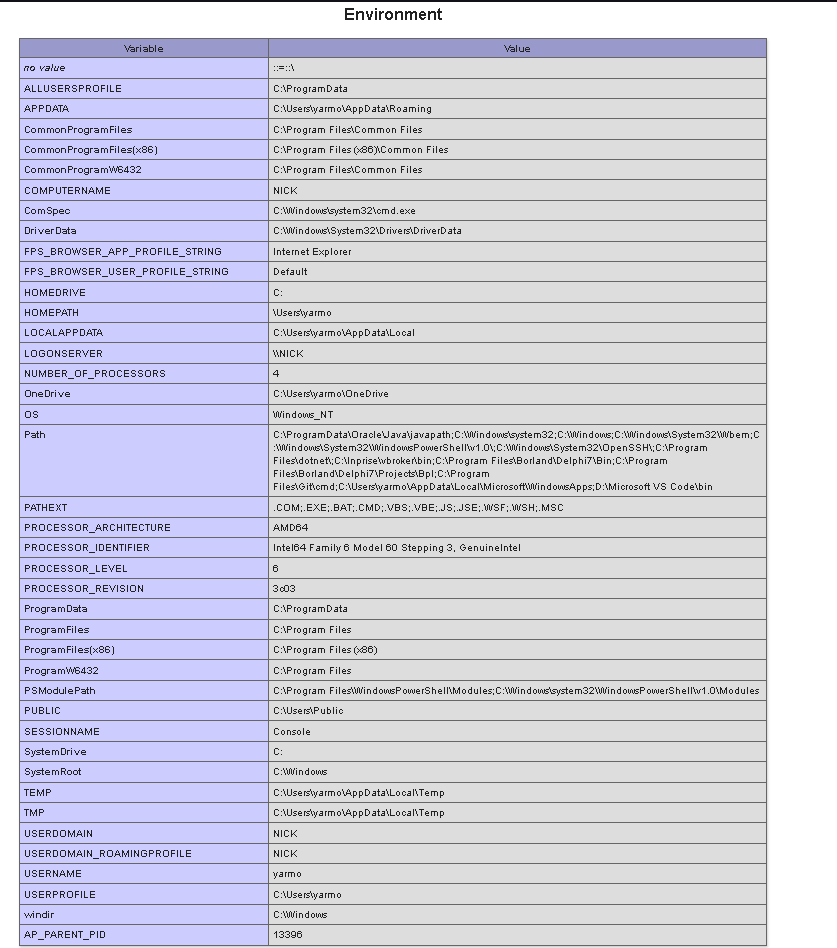 Environment
Variable Value
no value ::=::\
ALLUSERSPROFILE C:\ProgramData
APPDATA C:\Users\yarmo\AppData\Roaming
CommonProgramFiles C:\Program Files\Common Files
CommonProgramFiles(x86) C:\Program Files (x86)\Common Files
CommonProgramW6432 C:\Program Files\Common Files
COMPUTERNAME NICK
ComSpec C:\Windows\system32\cmd.exe
DriverData C:\Windows\System32\Drivers\DriverData
FPS_BROWSER_APP_PROFILE_STRING Internet Explorer
FPS_BROWSER_USER_PROFILE_STRING Default
HOMEDRIVE C:
HOMEPATH \Users\yarmo
LOCALAPPDATA C:\Users\yarmo\AppData\Local
LOGONSERVER \\NICK
NUMBER_OF_PROCESSORS 4
OneDrive C:\Users\yarmo\OneDrive
OS Windows_NT
Path C:\ProgramData\Oracle\Java\javapath;C:\Windows\system32;C:\Windows;C:\Windows\System32\Wbem;C
:\Windows\System32\WindowsPowerShell\v1.0\;C:\Windows\System32\OpenSSH\;C:\Program
Files\dotnet\;C:\Inprise\vbroker\bin;C:\Program Files\Borland\Delphi7\Bin;C:\Program
Files\Borland\Delphi7\Projects\Bpl;C:\Program
Files\Git\cmd;C:\Users\yarmo\AppData\Local\Microsoft\WindowsApps;D:\Microsoft VS Code\bin
PATHEXT .COM;.EXE;.BAT;.CMD;.VBS;.VBE;.JS;.JSE;.WSF;.WSH;.MSC
PROCESSOR_ARCHITECTURE AMD64
PROCESSOR_IDENTIFIER Intel64 Family 6 Model 60 Stepping 3, GenuineIntel
PROCESSOR_LEVEL 6
PROCESSOR_REVISION 3c03
ProgramData C:\ProgramData
ProgramFiles C:\Program Files
ProgramFiles(x86) C:\Program Files (x86)
ProgramW6432 C:\Program Files
PSModulePath C:\Program Files\WindowsPowerShell\Modules;C:\Windows\system32\WindowsPowerShell\v1.0\Modules
PUBLIC C:\Users\Public
SESSIONNAME Console
SystemDrive C:
SystemRoot C:\Windows
TEMP C:\Users\yarmo\AppData\Local\Temp
TMP C:\Users\yarmo\AppData\Local\Temp
USERDOMAIN NICK
USERDOMAIN_ROAMINGPROFILE NICK
USERNAME yarmo
USERPROFILE C:\Users\yarmo
windir C:\Windows
AP_PARENT_PID 13396